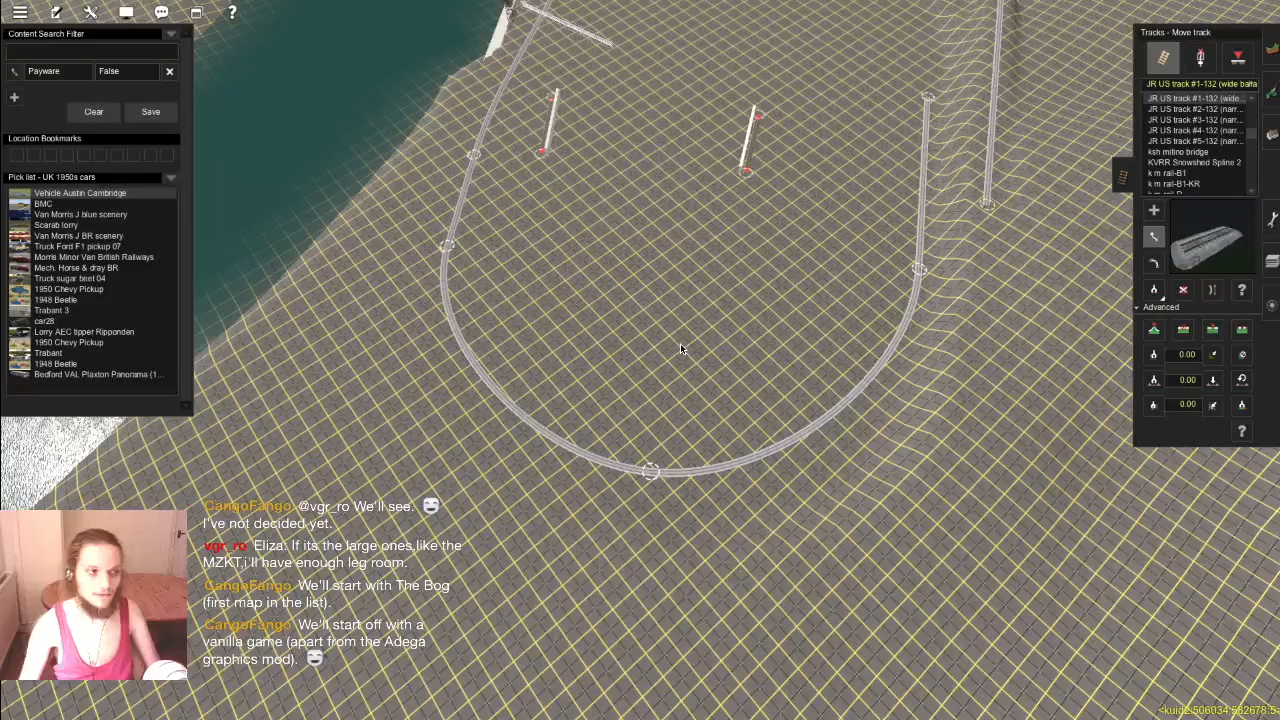 ?
Content Search Filter
Payware False
Clear Save
Location Bookmarks
Pick list - UK 1950s cars
Vehicle Austin Cambridge
BMC
Van Morris J blue scenery
Scarab lorry
Van Morris J BR scenery
Truck Ford F1 pickup 07
Morris Minor Van British Railways
Mech. Horse & dray BR
Truck sugar beet 04
1950 Chevy Pickup
1948 Beetle
Trabant 3
car28
Lorry AEC tipper Ripponden
1950 Chevy Pickup
Trabant
1948 Beetle
Bedford VAL Plaxton Panorama (1...
Tracks - Move track
JR US track #1-132 (wide balla
JR US track #1-132 (wide...
JR US track #2-132 (narr...
JR US track #3-132 (narr...
JR US track #4-132 (narr...
JR US track #5-132 (narr...
ksh mitino bridge
KVRR Snowshed Spline 2
k m rail-B1
k m rail-B1-KR
?
Advanced
0.00
0.00
0.00
?
CangoFango @vgr_ro We'll see.
I've not decided yet.
vgr_ro Eliza: If its the large ones,like the
MZKT.i ll have enough leg room.
CangoFango We'll start with The Bog
(first map in the list).
CangoFango We'll start off with a
vanilla game (apart from the Adega
graphics mod).
<kuid2:506034:582678:5>